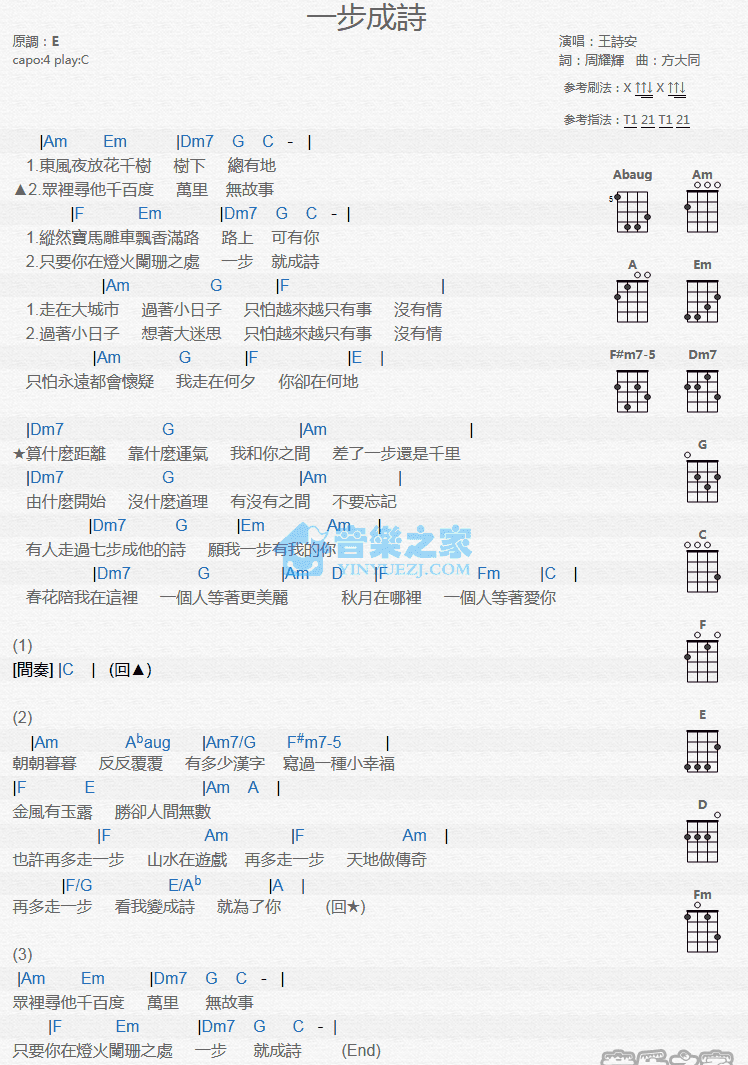 一步成詩
原調：E
capo:4 play:C
演唱：王詩安
詞：周耀輝 曲：方大同
參考刷法：X ↑↑↓ X ↑↑↓
參考指法：T1 21 T1 21
|Am Em |Dm7 G C - |
1.東風夜放花千樹 樹下 總有地
▲2.眾裡尋他千百度 萬里 無故事
|F Em |Dm7 G C - |
1.縱然寶馬雕車飄香滿路 路上 可有你
2.只要你在燈火闌珊之處 一步 就成詩
|Am G |F |
1.走在大城市 過著小日子 只怕越來越只有事 沒有情
2.過著小日子 想著大迷思 只怕越來越只有事 沒有情
|Am G |F |E |
只怕永遠都會懷疑 我走在何夕 你卻在何地
|Dm7 G |Am |
★算什麼距離 靠什麼運氣 我和你之間 差了一步還是千里
|Dm7 G |Am |
由什麼開始 沒什麼道理 有沒有之間 不要忘記
|Dm7 G |Em Am |
有人走過七步成他的詩 願我一步有我的你
|Dm7 G |Am D |F Fm |C |
春花陪我在這裡 一個人等著更美麗 秋月在哪裡 一個人等著愛你
(1)
[間奏] |C | (回▲)
(2)
|Am Abaug |Am7/G F#m7-5 |
朝朝暮暮 反反覆覆 有多少漢字 寫過一種小幸福
|F E |Am A |
金風有玉露 勝卻人間無數
|F Am |F Am |
也許再多走一步 山水在遊戲 再多走一步 天地做傳奇
|F/G E/Ab |A |
再多走一步 看我變成詩 就為了你 (回★)
(3)
|Am Em |Dm7 G C - |
眾裡尋他千百度 萬里 無故事
|F Em |Dm7 G C - |
只要你在燈火闌珊之處 一步 就成詩 (End)
Abaug Am
5
A Em
F#m7-5 Dm7
G
C
F
E
D
Fm
音樂之家
YINYUEZJ.COM
音樂之家